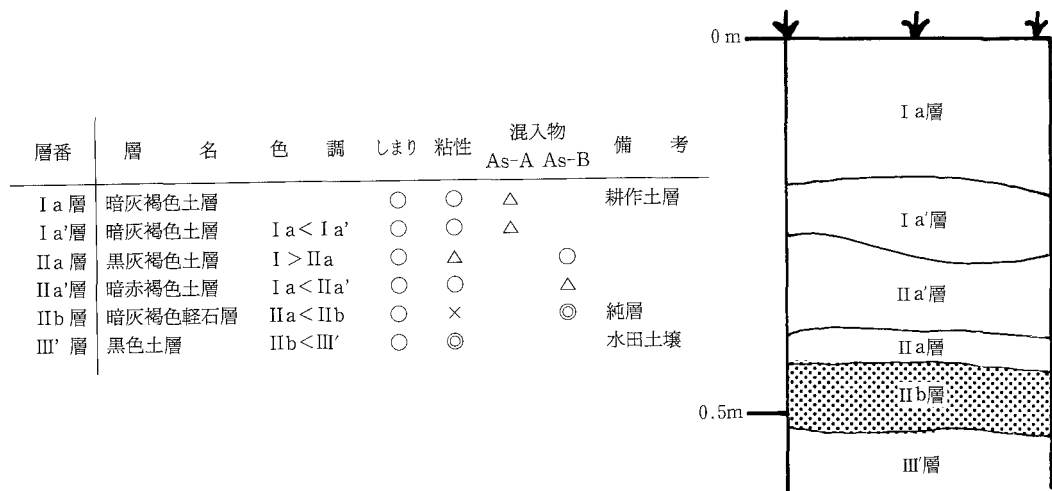 層番 層名 色調 しまり 粘性 混入物 As-A As-B 備考
Ⅰa層 暗灰褐色土層 ○ ○ △ 耕作土層
Ⅰa'層 暗灰褐色土層 Ⅰa<Ⅰa' ○ ○ △
Ⅱa層 黒灰褐色土層 Ⅰ>Ⅱa ○ △ ○
Ⅱa'層 暗赤褐色土層 Ⅰa<Ⅱa' ○ ○ △
Ⅱb層 暗灰褐色軽石層 Ⅱa<Ⅱb ○ × ◎ 純層
Ⅲ'層 黒色土層 Ⅱb<Ⅲ' ○ ◎ 水田土壌
0m
Ⅰa層
Ⅰa'層
Ⅱa'層
Ⅱa層
Ⅱb層
0.5m
Ⅲ'層